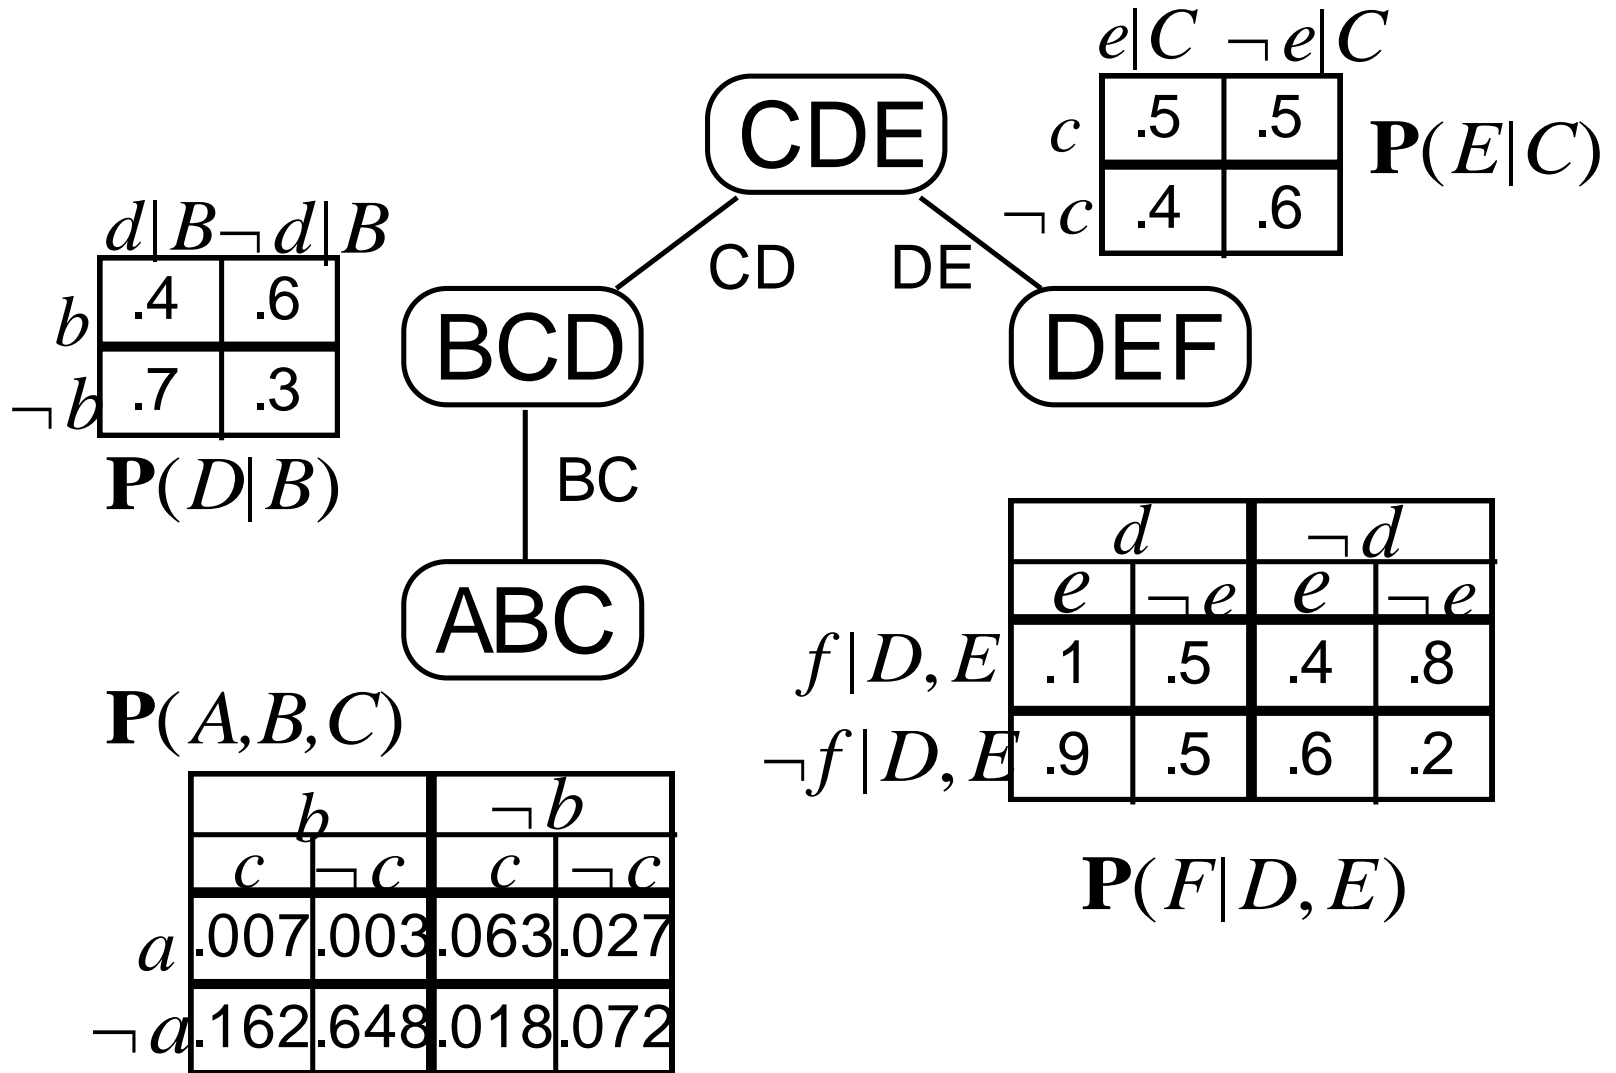 e|C ¬e|C
CDE
c .5 .5
P(E|C)
¬c .4 .6
d|B ¬d|B
CD DE
b .4 .6
BCD DEF
¬b .7 .3
P(D|B)
BC
d ¬d
e ¬e e ¬e
ABC
f|D,E .1 .5 .4 .8
P(A,B,C)
¬f|D,E .9 .5 .6 .2
b ¬b
c ¬c c ¬c
P(F|D,E)
a .007 .003 .063 .027
¬a .162 .648 .018 .072